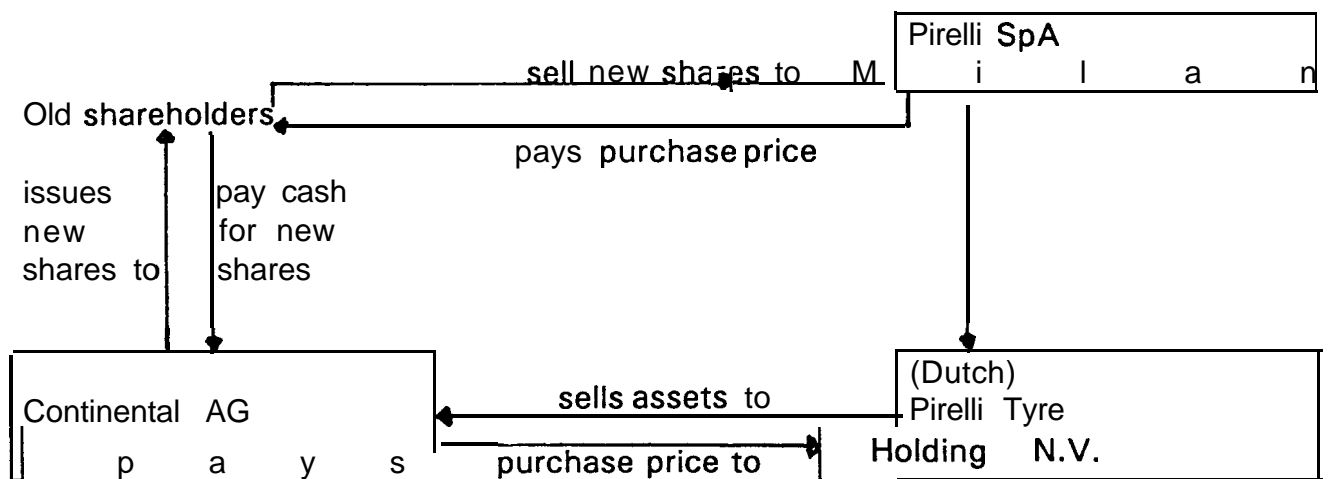 Pirelli SpA
sell new shares to Milan
Old shareholders
pays purchase price
issues
new
shares to
pay cash
for new
shares
(Dutch)
sells assets to
Continental AG
Pirelli Tyre
pays purchase price to
Holding N.V.